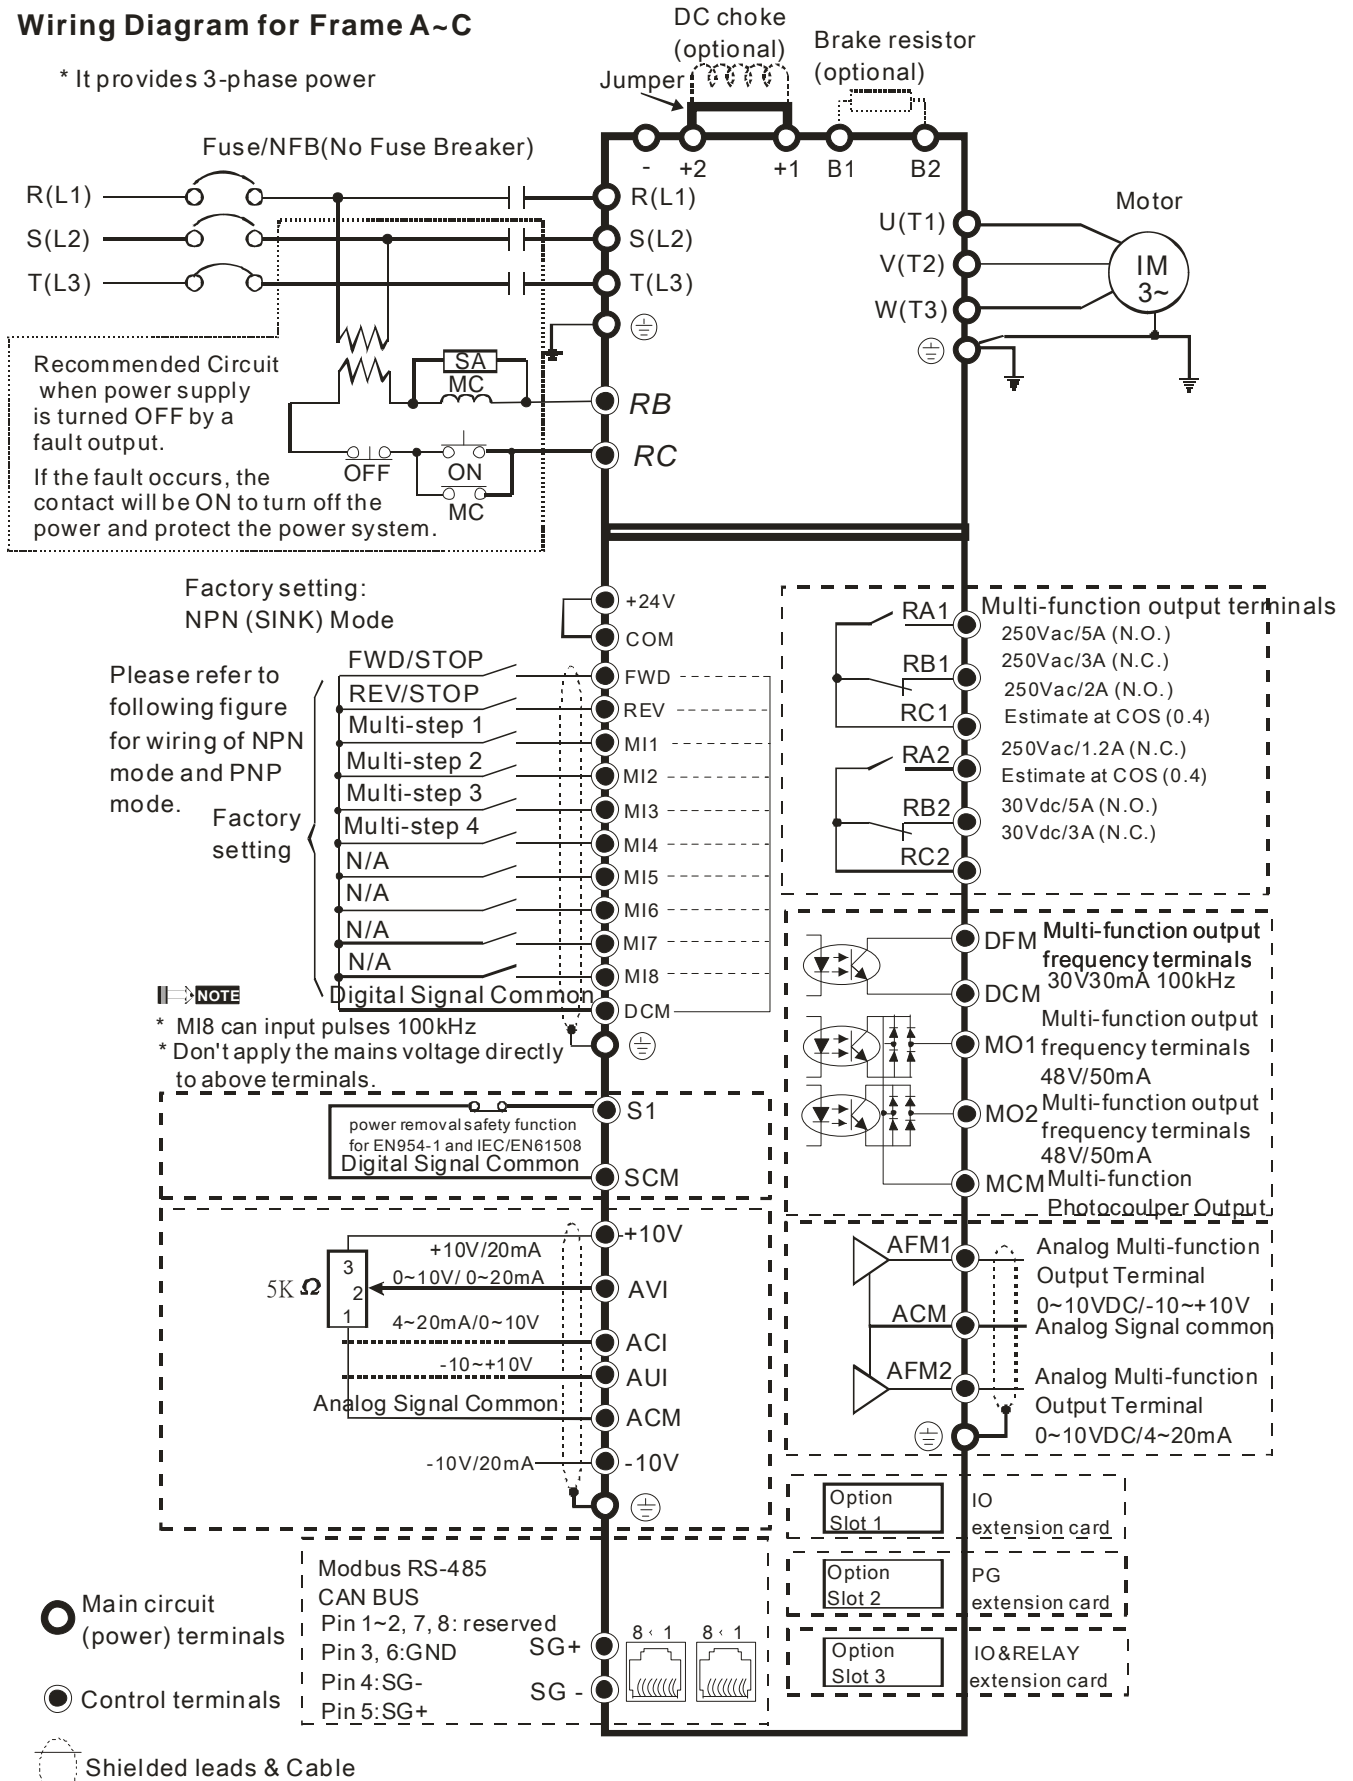 Wiring Diagram for Frame A~C
* It provides 3-phase power
DC choke
(optional)
Jumper
Brake resistor
(optional)
Fuse/NFB(No Fuse Breaker)
-
+2
+1
B1
B2
R(L1)
S(L2)
T(L3)
R(L1)
S(L2)
T(L3)
U(T1)
V(T2)
W(T3)
Motor
IM
3~
Recommended Circuit
when power supply
is turned OFF by a
fault output.
If the fault occurs, the
contact will be ON to turn off the
power and protect the power system.
SA
MC
OFF
ON
MC
RB
RC
Factory setting:
NPN (SINK) Mode
Please refer to
following figure
for wiring of NPN
mode and PNP
mode.
Factory
setting
FWD/STOP
REV/STOP
Multi-step 1
Multi-step 2
Multi-step 3
Multi-step 4
N/A
N/A
N/A
N/A
Digital Signal Common
+24V
COM
FWD
REV
MI1
MI2
MI3
MI4
MI5
MI6
MI7
MI8
DCM
NOTE
* MI8 can input pulses 100kHz
* Don't apply the mains voltage directly
to above terminals.
RA1
RB1
RC1
RA2
RB2
RC2
Multi-function output terminals
250Vac/5A (N.O.)
250Vac/3A (N.C.)
250Vac/2A (N.O.)
Estimate at COS (0.4)
250Vac/1.2A (N.C.)
Estimate at COS (0.4)
30Vdc/5A (N.O.)
30Vdc/3A (N.C.)
DFM
Multi-function output
frequency terminals
30V30mA 100kHz
DCM
MO1
Multi-function output
frequency terminals
48V/50mA
MO2
Multi-function output
frequency terminals
48V/50mA
MCM
Multi-function
Photocoulper Output
power removal safety function
for EN954-1 and IEC/EN61508
Digital Signal Common
S1
SCM
5K Ω
3
2
1
+10V/20mA
0~10V/ 0~20mA
4~20mA/0~10V
-10~+10V
Analog Signal Common
-10V/20mA
+10V
AVI
ACI
AUI
ACM
-10V
AFM1
Analog Multi-function
Output Terminal
0~10VDC/-10~+10V
ACM
Analog Signal common
AFM2
Analog Multi-function
Output Terminal
0~10VDC/4~20mA
Option
Slot 1
IO
extension card
Option
Slot 2
PG
extension card
Option
Slot 3
IO&RELAY
extension card
Modbus RS-485
CAN BUS
Pin 1~2, 7, 8: reserved
Pin 3, 6:GND
Pin 4:SG-
Pin 5:SG+
SG+
SG -
8 ‹ 1
8 ‹ 1
Main circuit
(power) terminals
Control terminals
Shielded leads & Cable